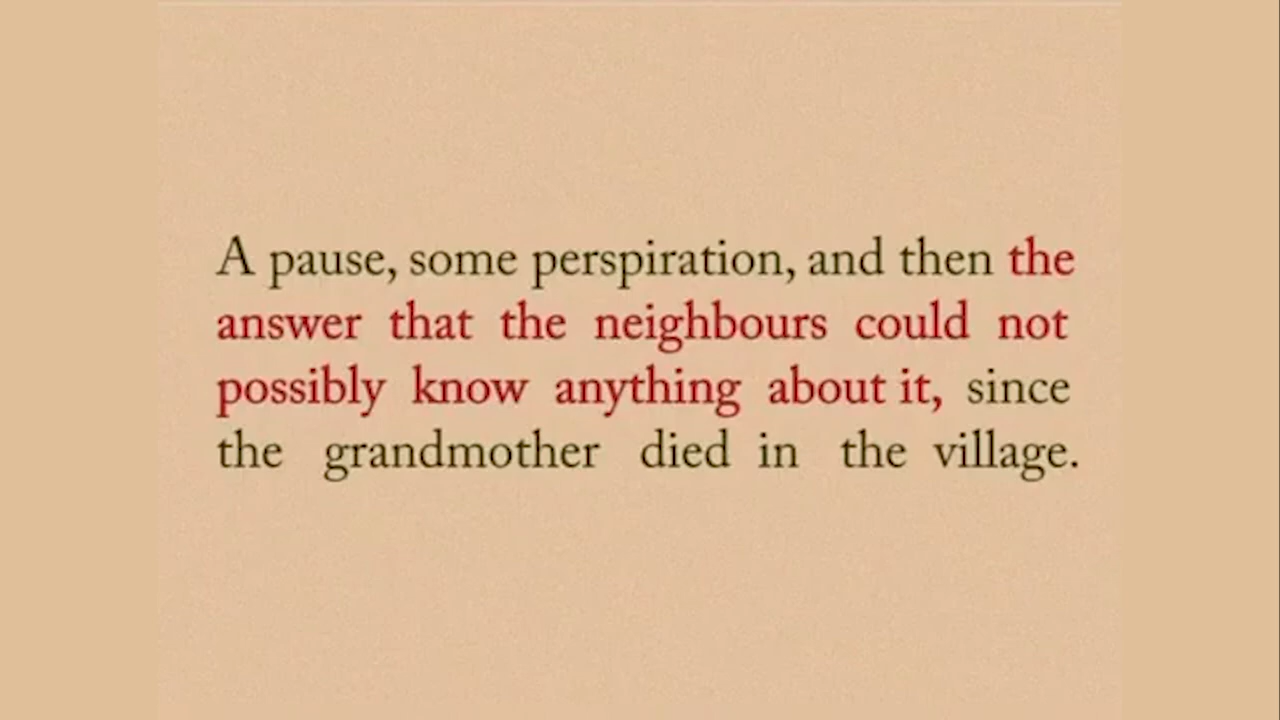 A pause, some perspiration, and then the
answer that the neighbours could not
possibly know anything about it, since
the grandmother died in the village.